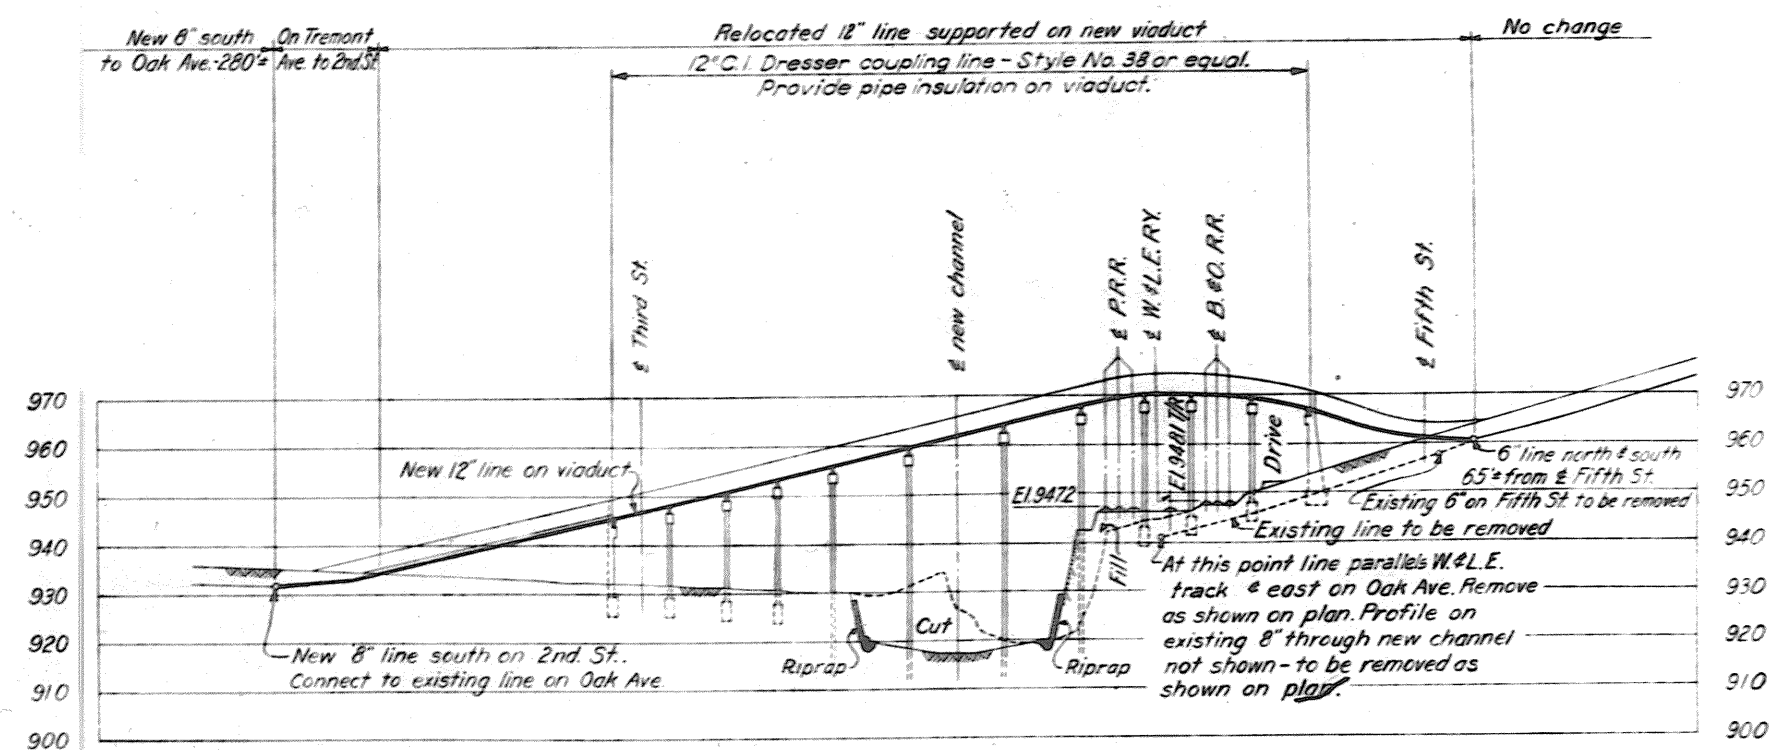 New 8" south
to Oak Ave.-280'±
On Tremont
Ave. to 2nd. St.
Relocated 12" line supported on new viaduct
No change
12" C.I. Dresser coupling line - Style No. 38 or equal.
Provide pipe insulation on viaduct.
℄ Third St.
℄ new channel
℄ P.R.R.
℄ W.&L.E. RY.
℄ B.&O. R.R.
℄ Fifth St.
970
960
950
940
930
920
910
900
970
960
950
940
930
920
910
900
New 12" line on viaduct
El. 947.2
El. 948.1 T/R
Drive
6" line north & south
65'± from ℄ Fifth St.
Existing 6" on Fifth St. to be removed
Existing line to be removed
Fill
At this point line parallels W.&L.E.
track & east on Oak Ave. Remove
as shown on plan. Profile on
existing 8" through new channel
not shown - to be removed as
shown on plan.
Cut
Riprap
Riprap
New 8" line south on 2nd. St..
Connect to existing line on Oak Ave.